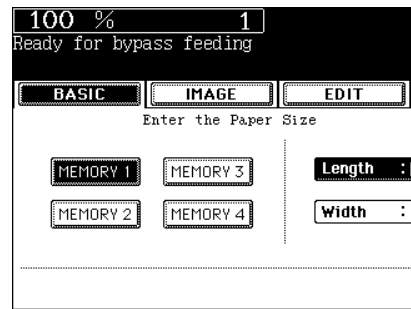 100 % 1
Ready for bypass feeding
BASIC IMAGE EDIT
Enter the Paper Size
MEMORY 1 MEMORY 3 Length :
MEMORY 2 MEMORY 4 Width :